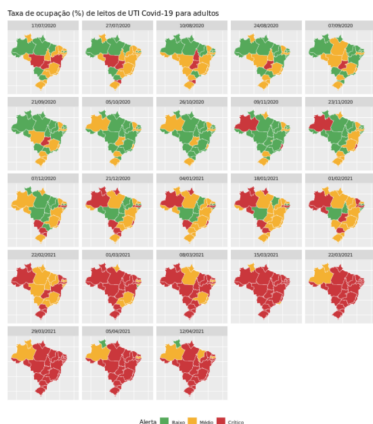 Taxa de ocupação (%) de leitos de UTI Covid-19 para adultos
17/07/2020 27/07/2020 10/08/2020 24/08/2020 07/09/2020
21/09/2020 05/10/2020 26/10/2020 09/11/2020 23/11/2020
07/12/2020 21/12/2020 04/01/2021 18/01/2021 01/02/2021
22/02/2021 01/03/2021 08/03/2021 15/03/2021 22/03/2021
29/03/2021 05/04/2021 12/04/2021
Alerta Baixo Médio Crítico